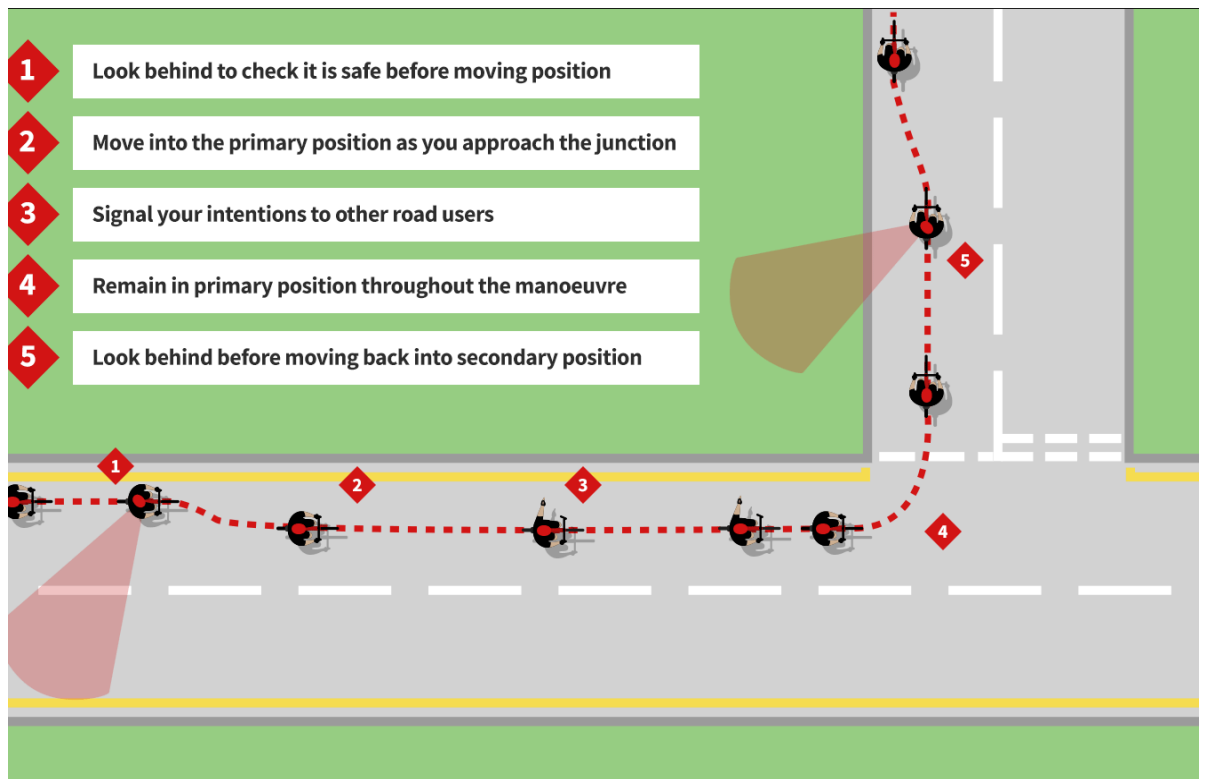 1 Look behind to check it is safe before moving position
2 Move into the primary position as you approach the junction
3 Signal your intentions to other road users
4 Remain in primary position throughout the manoeuvre
5 Look behind before moving back into secondary position
5
1
2
3
4